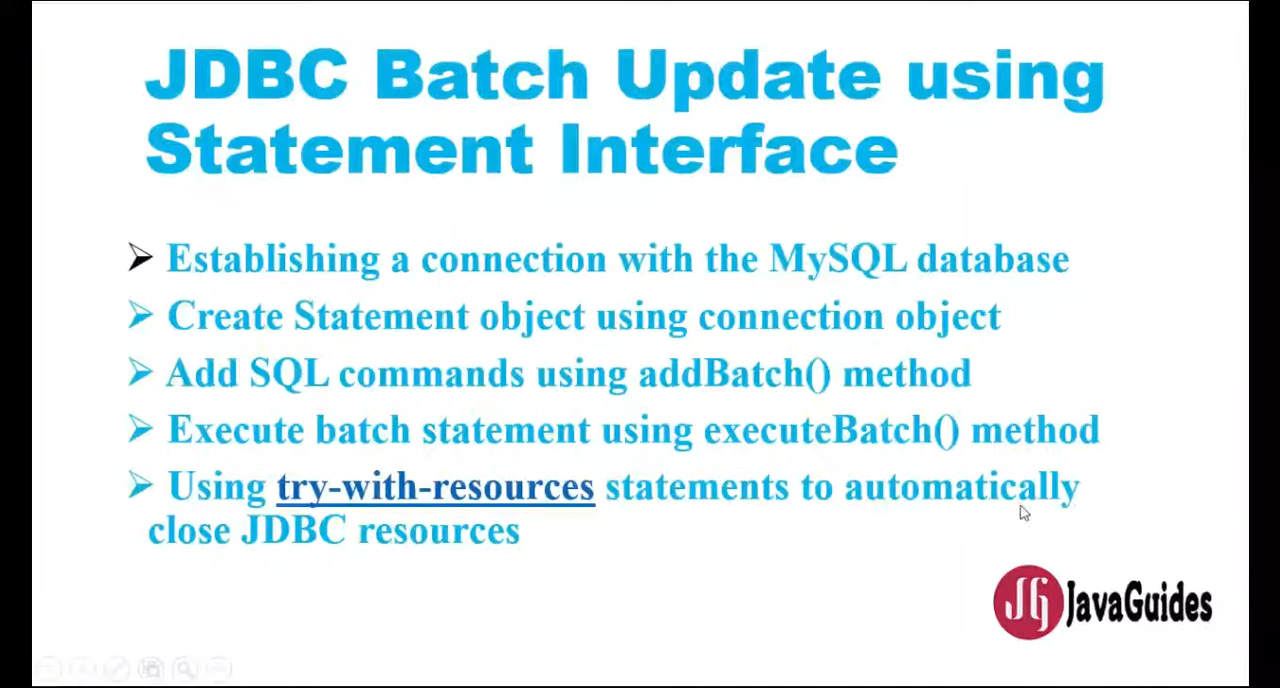 JDBC Batch Update using
Statement Interface
➢ Establishing a connection with the MySQL database
➢ Create Statement object using connection object
➢ Add SQL commands using addBatch() method
➢ Execute batch statement using executeBatch() method
➢ Using try-with-resources statements to automatically
close JDBC resources
JG JavaGuides